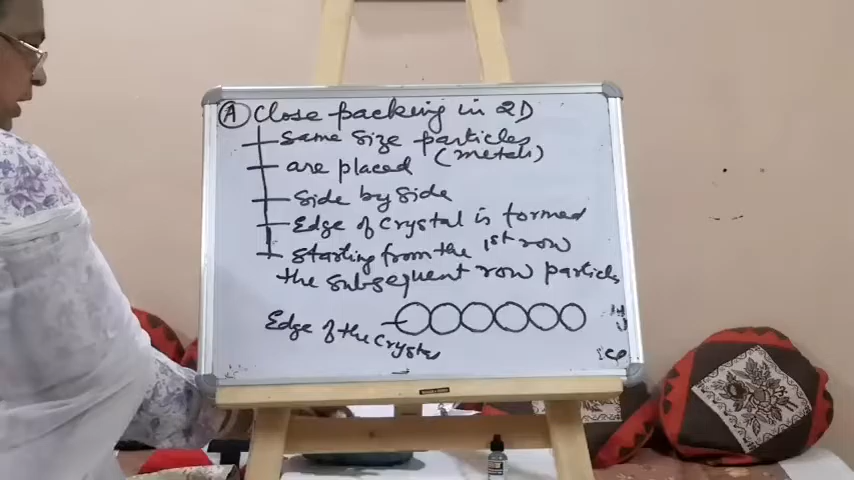 Ⓐ Close packing in 2D
Same size particles
(metals)
are placed
Side by side
Edge of Crystal is formed
Starting from the 1st row
the subsequent row particles
Edge of the
Crystal